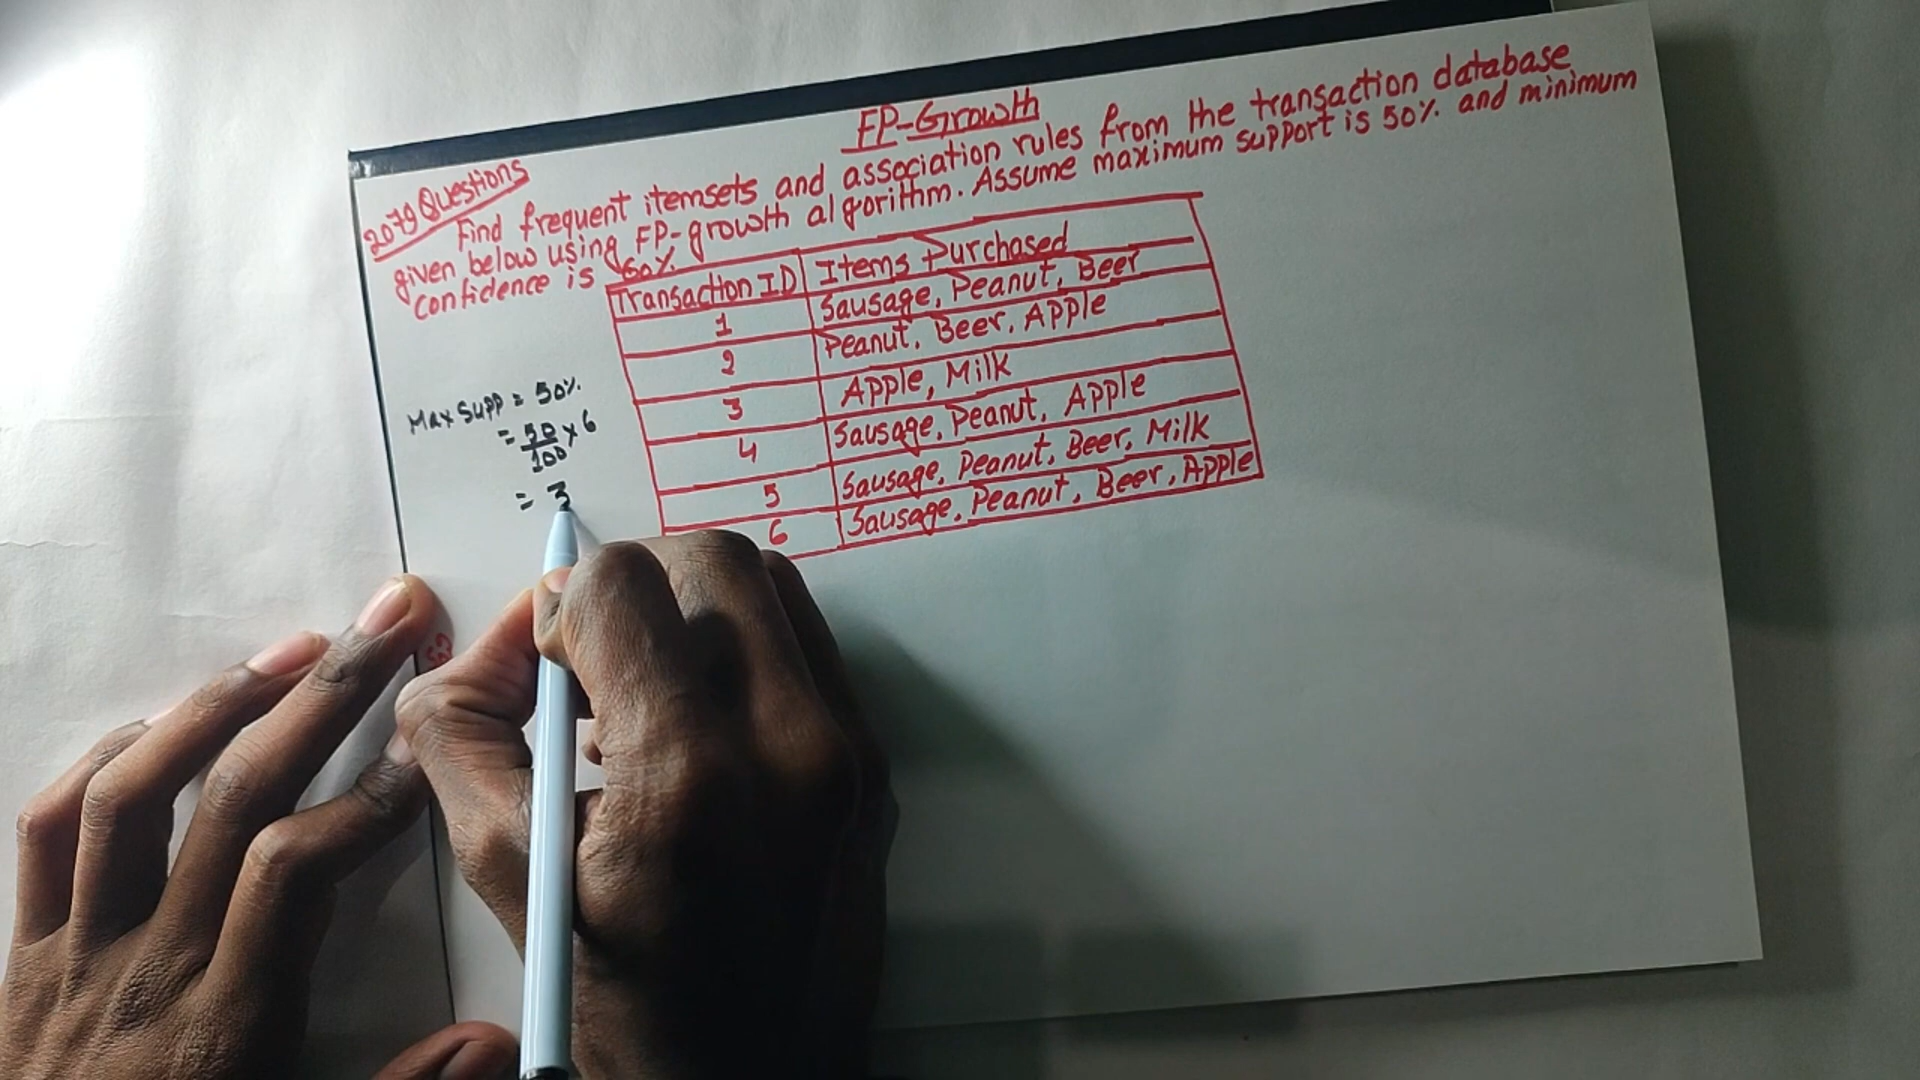 FP-Growth
2079 Questions
Find frequent itemsets and association rules from the transaction database
given below using FP-growth algorithm. Assume maximum support is 50% and minimum
confidence is 60%.
Transaction ID Items Purchased
1 Sausage, Peanut, Beer
2 Peanut, Beer, Apple
3 Apple, Milk
4 Sausage, Peanut, Apple
5 Sausage, Peanut, Beer, Milk
6 Sausage, Peanut, Beer, Apple
Max Supp = 50%
= 50/100 x 6
= 3